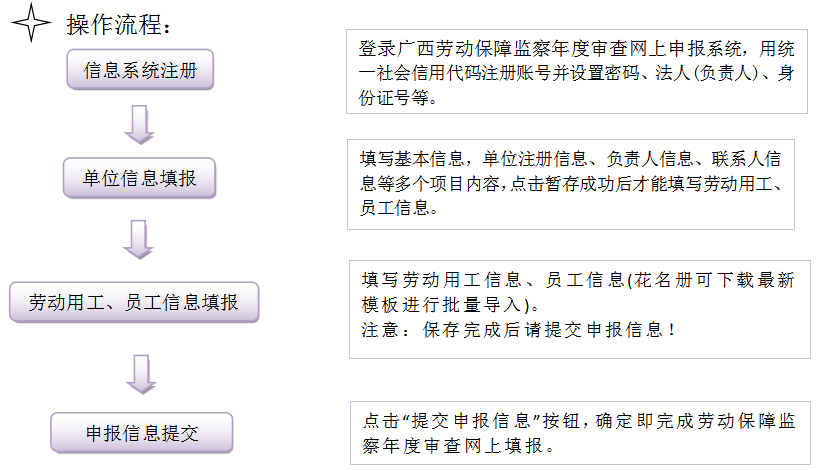 操作流程：
信息系统注册
登录广西劳动保障监察年度审查网上申报系统，用统
一社会信用代码注册账号并设置密码、法人(负责人)、身
份证号等。
单位信息填报
填写基本信息，单位注册信息、负责人信息、联系人信
息等多个项目内容，点击暂存成功后才能填写劳动用工、
员工信息。
劳动用工、员工信息填报
填写劳动用工信息、员工信息(花名册可下载最新
模板进行批量导入)。
注意：保存完成后请提交申报信息！
申报信息提交
点击“提交申报信息”按钮，确定即完成劳动保障监
察年度审查网上填报。